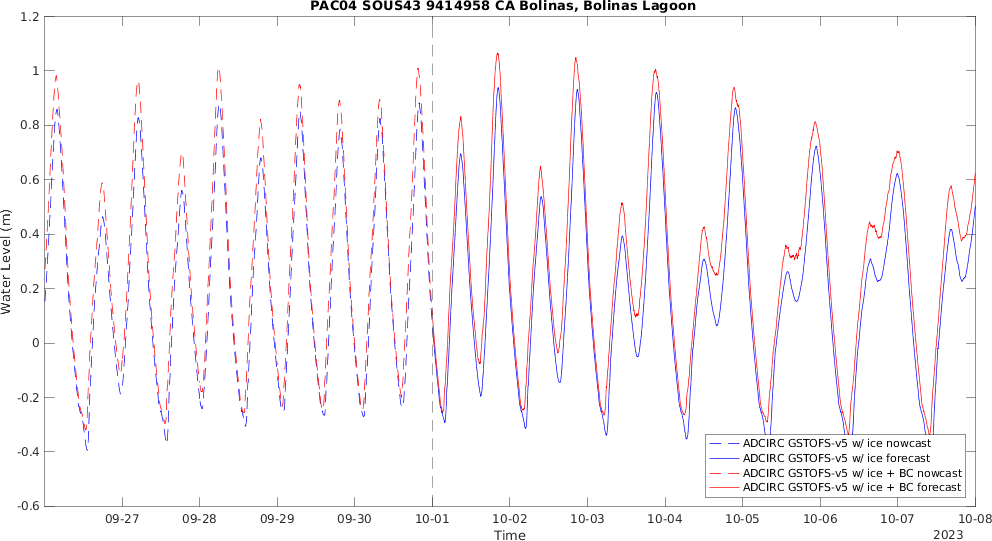 PAC04 SOUS43 9414958 CA Bolinas, Bolinas Lagoon
1.2
1
0.8
0.6
0.4
0.2
0
-0.2
-0.4
-0.6
Water Level (m)
ADCIRC GSTOFS-v5 w/ ice nowcast
ADCIRC GSTOFS-v5 w/ ice forecast
ADCIRC GSTOFS-v5 w/ ice + BC nowcast
ADCIRC GSTOFS-v5 w/ ice + BC forecast
09-27 09-28 09-29 09-30 10-01 10-02 10-03 10-04 10-05 10-06 10-07 10-08
Time
2023